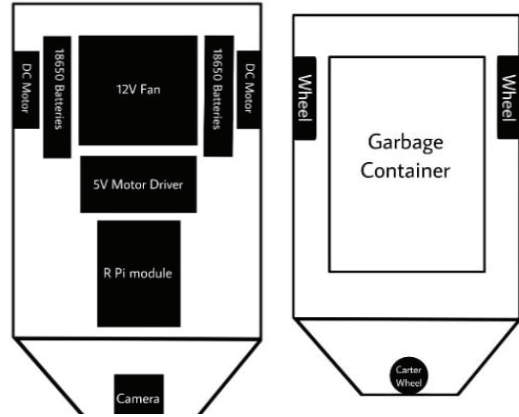 DC Motor
18650 Batteries
12V Fan
18650 Batteries
DC Motor
5V Motor Driver
R Pi module
Camera
Wheel
Garbage
Container
Wheel
Carter
Wheel